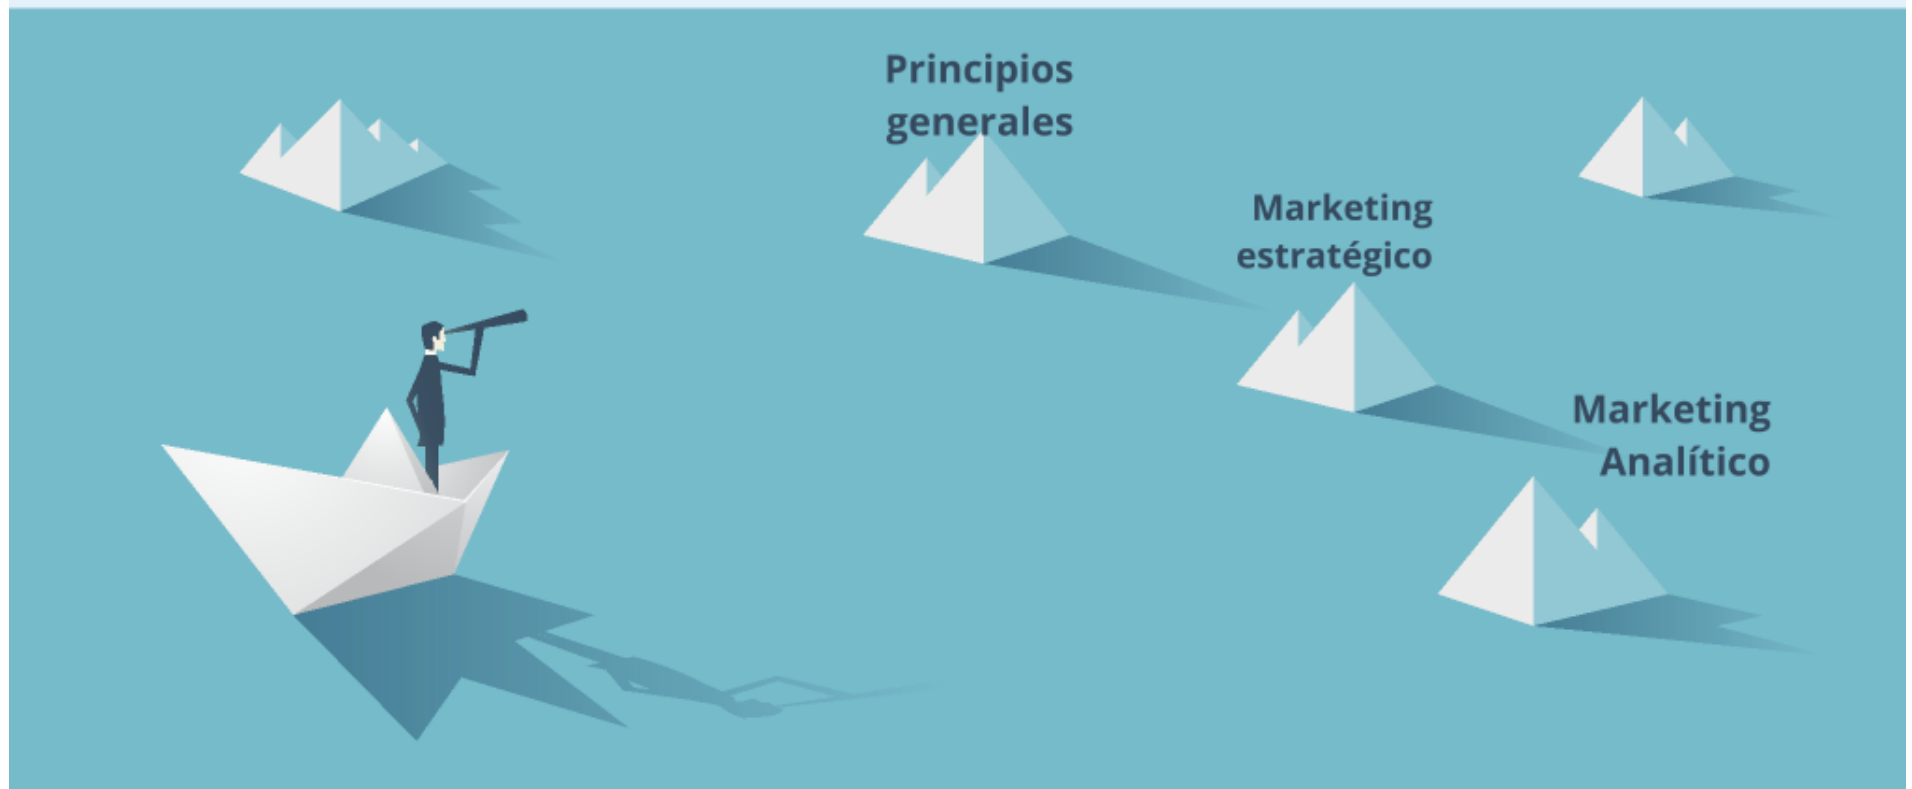 Principios
generales
Marketing
estratégico
Marketing
Analítico